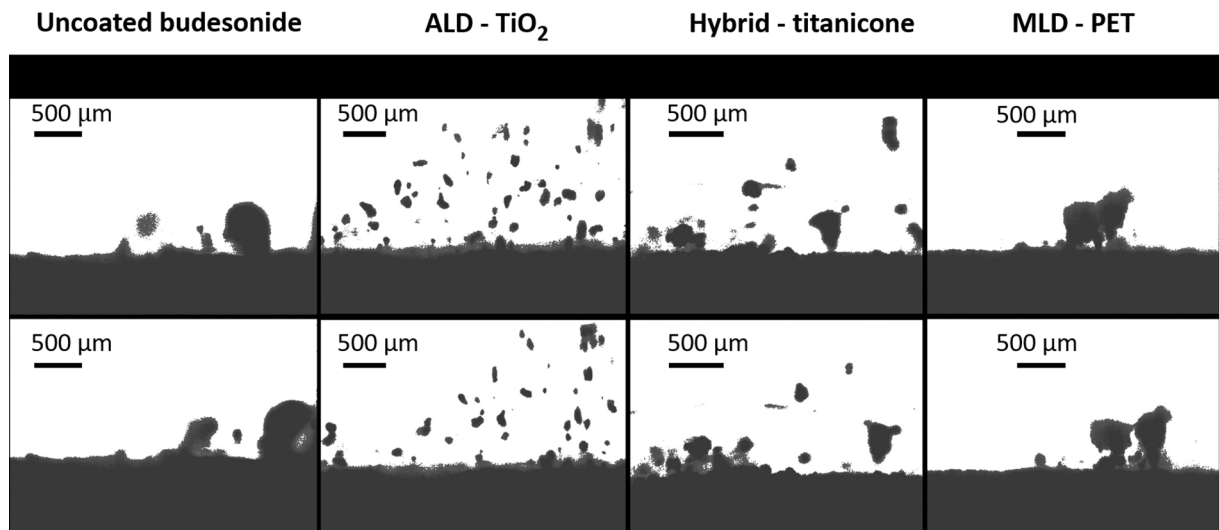 Uncoated budesonide
ALD - TiO₂
Hybrid - titanicone
MLD - PET
500 µm
500 µm
500 µm
500 µm
500 µm
500 µm
500 µm
500 µm